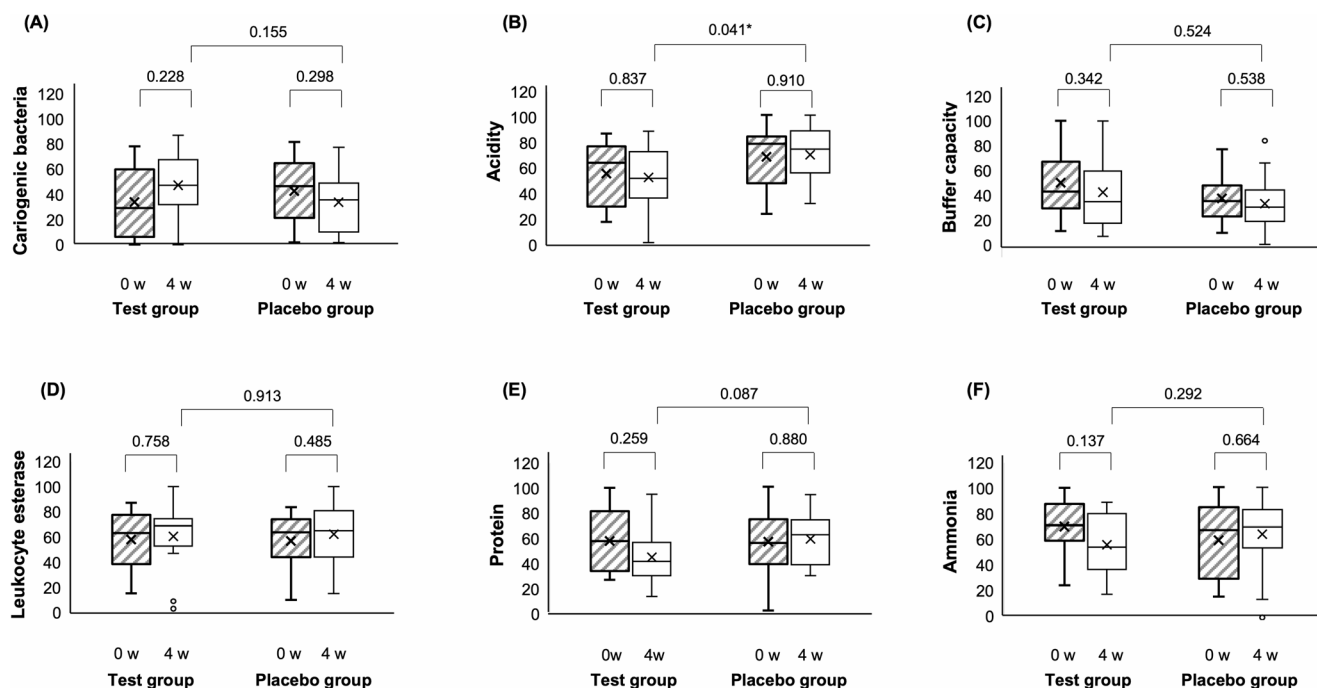 (A)
0.155
0.228 0.298
Cariogenic bacteria
120
100
80
60
40
20
0
0 w 4 w 0 w 4 w
Test group Placebo group
(B)
0.041*
0.837 0.910
Acidity
120
100
80
60
40
20
0
0 w 4 w 0 w 4 w
Test group Placebo group
(C)
0.524
0.342 0.538
Buffer capacity
120
100
80
60
40
20
0
0 w 4 w 0 w 4 w
Test group Placebo group
(D)
0.913
0.758 0.485
Leukocyte esterase
120
100
80
60
40
20
0
0 w 4 w 0 w 4 w
Test group Placebo group
(E)
0.087
0.259 0.880
Protein
120
100
80
60
40
20
0
0w 4w 0 w 4 w
Test group Placebo group
(F)
0.292
0.137 0.664
Ammonia
120
100
80
60
40
20
0
0 w 4 w 0 w 4 w
Test group Placebo group